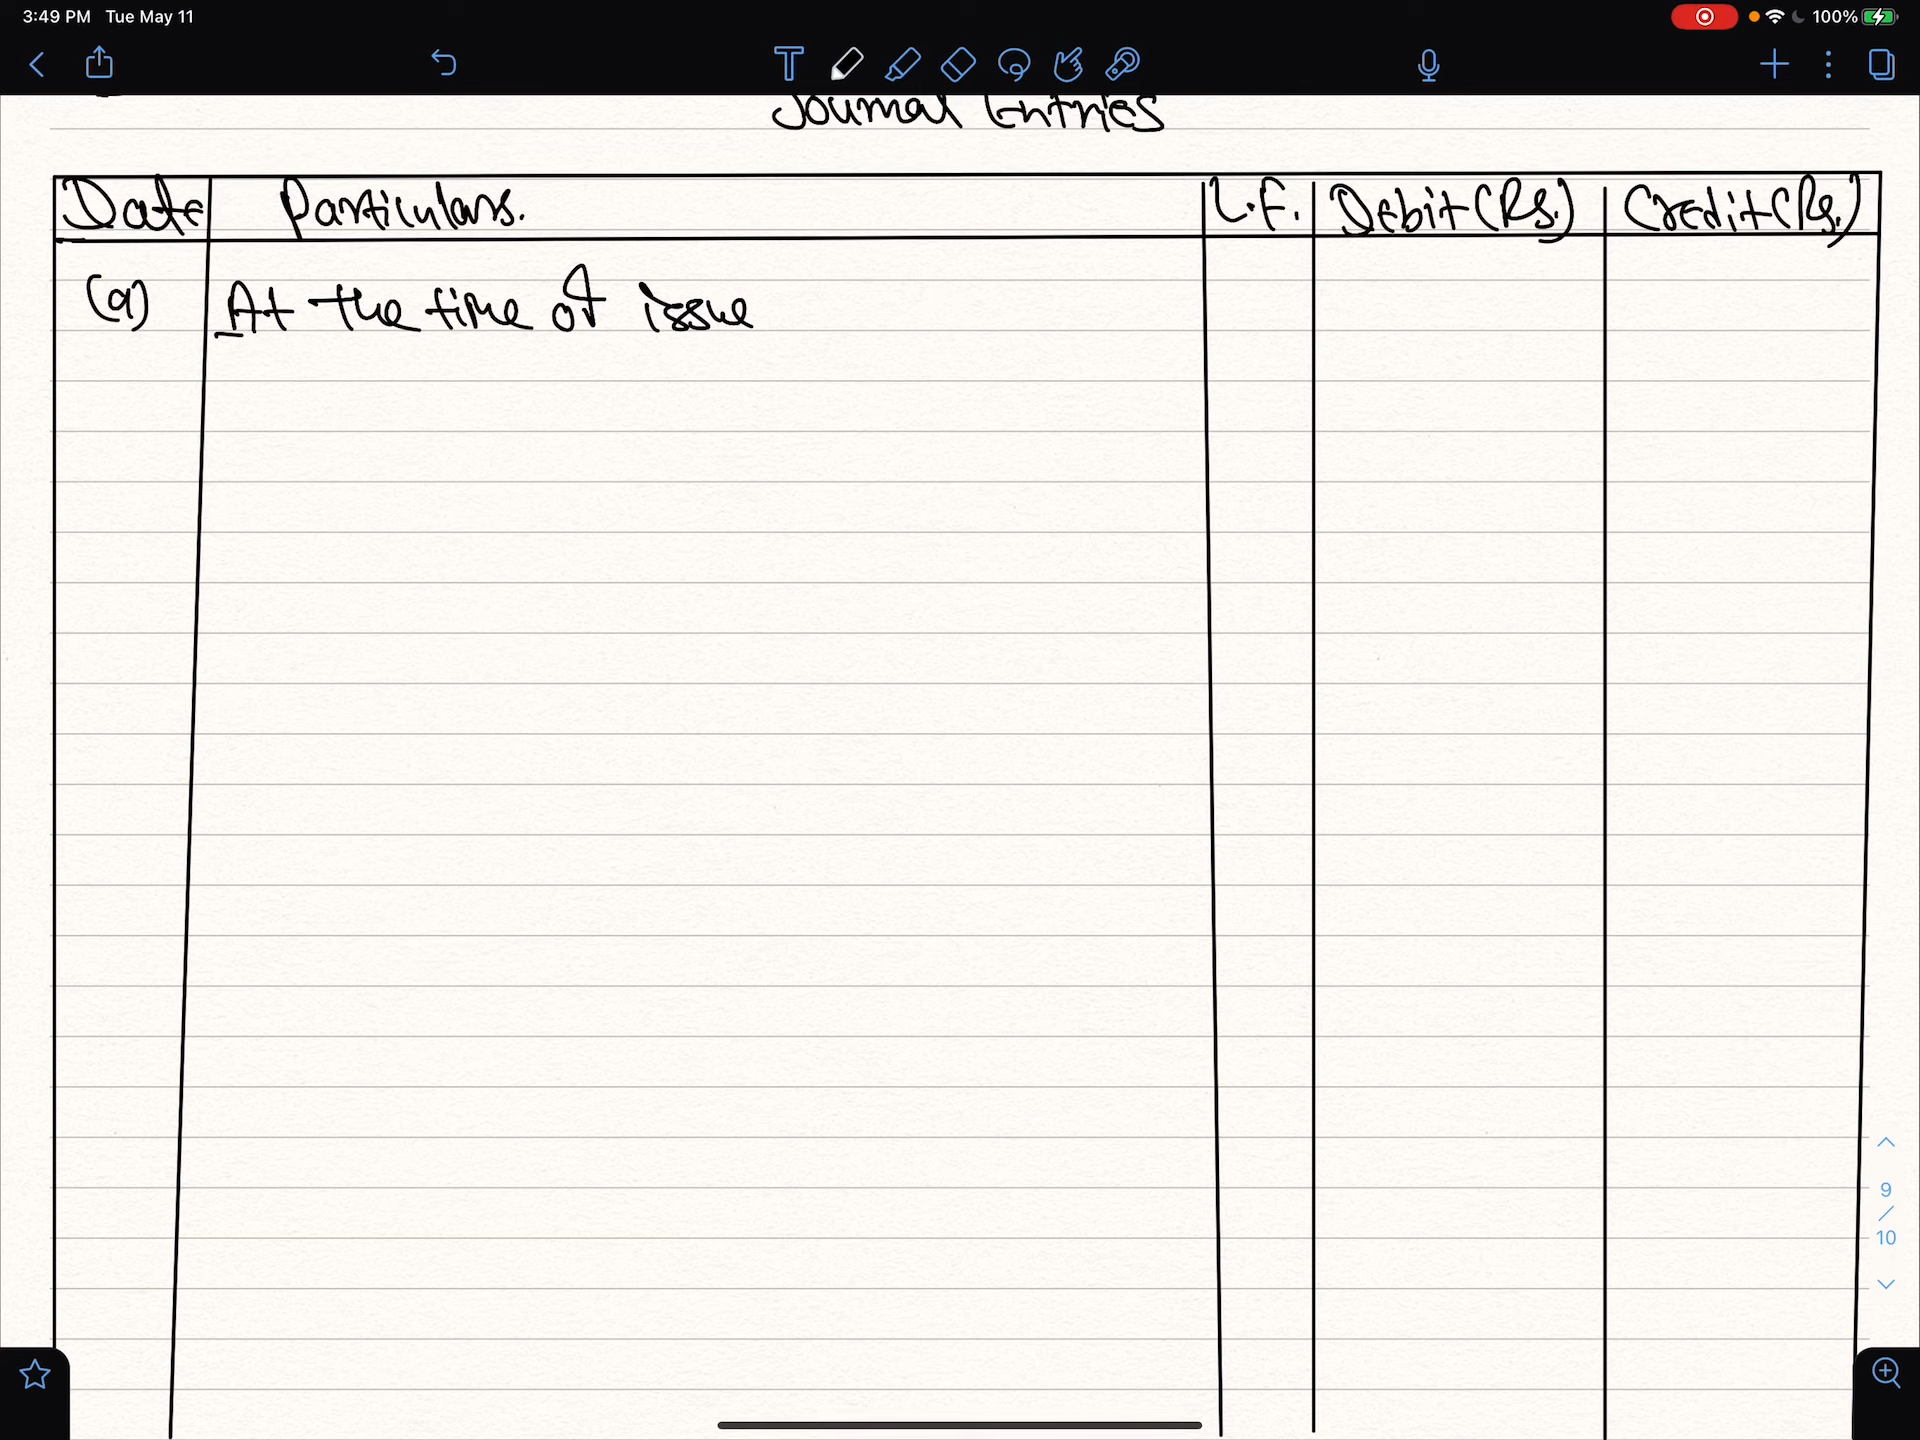 3:49 PM Tue May 11
100%
Journal Entries
Date Particulars. L.F. Debit (Rs.) Credit (Rs.)
(a) At the time of issue
9
/
10